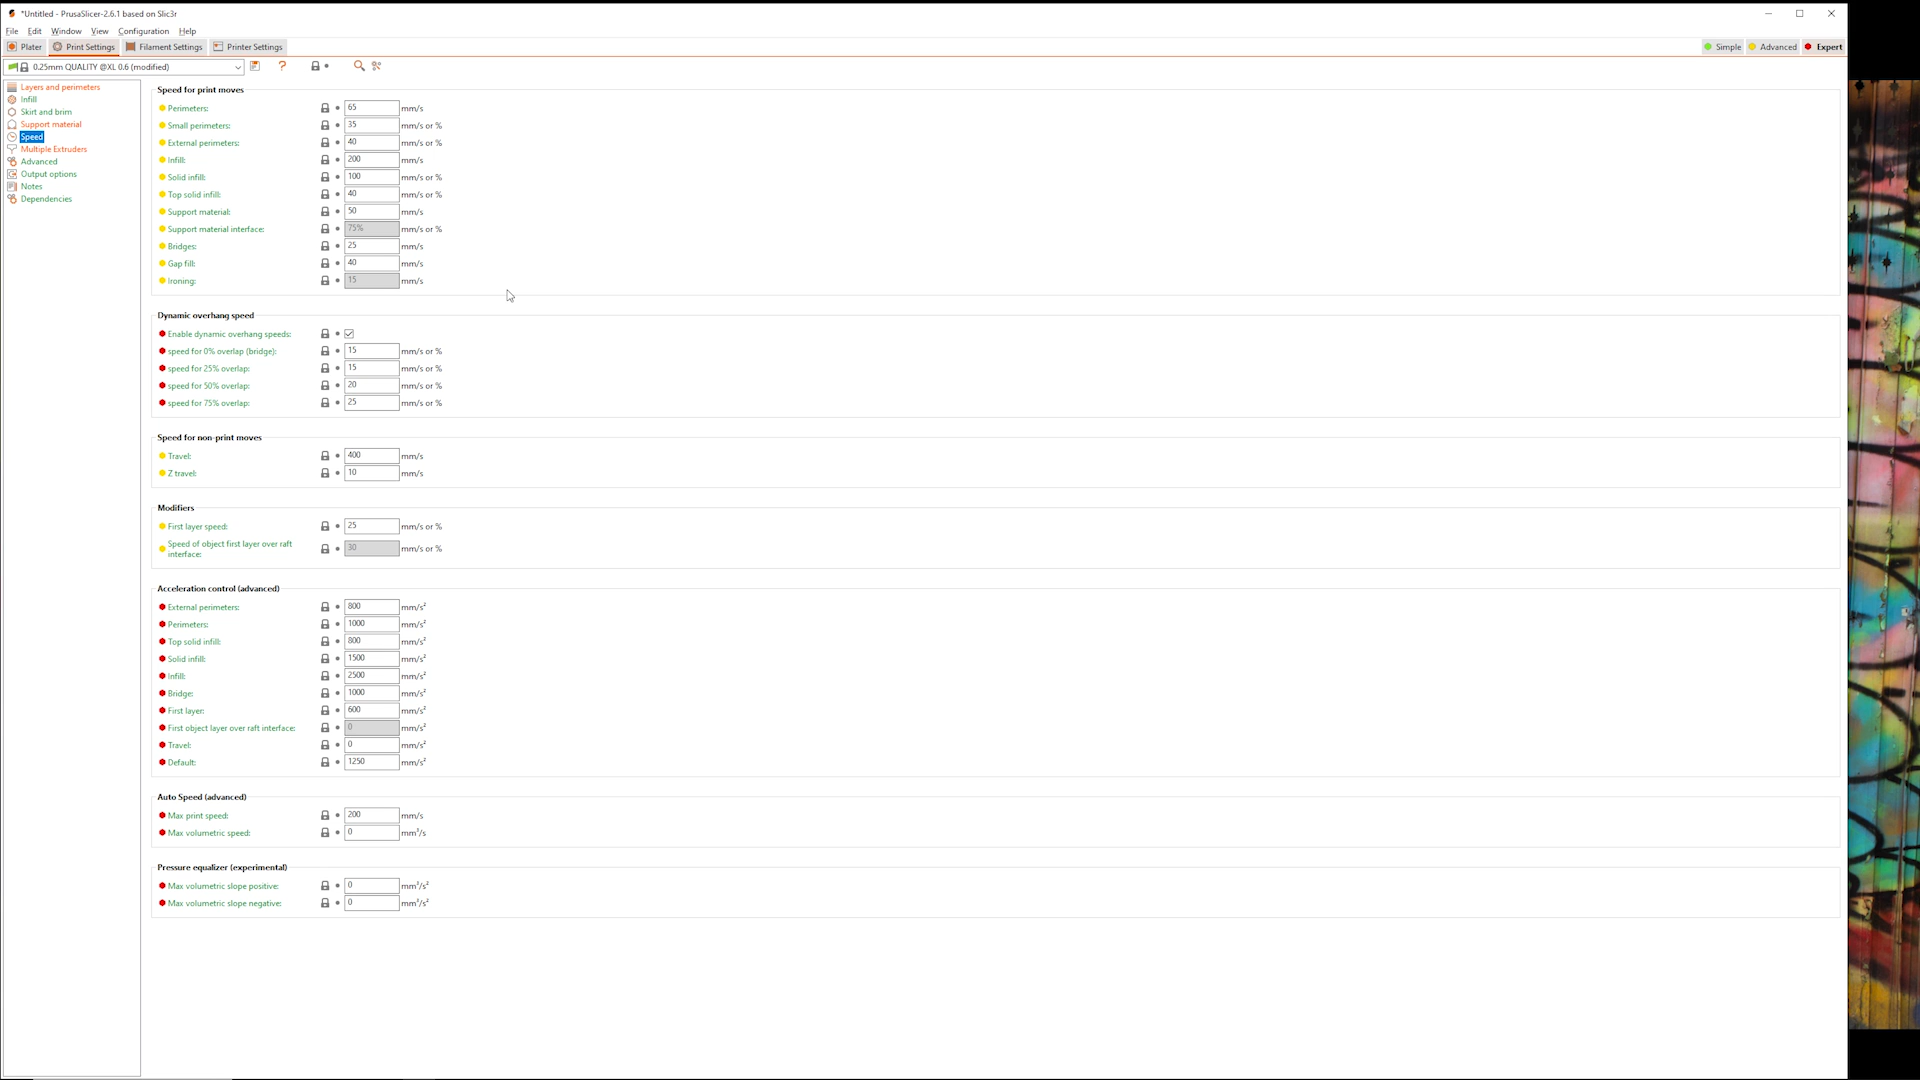 *Untitled - PrusaSlicer-2.6.1 based on Slic3r
File Edit Window View Configuration Help
Plater Print Settings Filament Settings Printer Settings Simple Advanced Expert
0.25mm QUALITY @XL 0.6 (modified) ?
Layers and perimeters
Infill
Skirt and brim
Support material
Speed
Multiple Extruders
Advanced
Output options
Notes
Dependencies
Speed for print moves
Perimeters: 65 mm/s
Small perimeters: 35 mm/s or %
External perimeters: 40 mm/s or %
Infill: 200 mm/s
Solid infill: 100 mm/s or %
Top solid infill: 40 mm/s or %
Support material: 50 mm/s
Support material interface: 75% mm/s or %
Bridges: 25 mm/s
Gap fill: 40 mm/s
Ironing: 15 mm/s
Dynamic overhang speed
Enable dynamic overhang speeds:
speed for 0% overlap (bridge): 15 mm/s or %
speed for 25% overlap: 15 mm/s or %
speed for 50% overlap: 20 mm/s or %
speed for 75% overlap: 25 mm/s or %
Speed for non-print moves
Travel: 400 mm/s
Z travel: 10 mm/s
Modifiers
First layer speed: 25 mm/s or %
Speed of object first layer over raft
interface: 30 mm/s or %
Acceleration control (advanced)
External perimeters: 800 mm/s²
Perimeters: 1000 mm/s²
Top solid infill: 800 mm/s²
Solid infill: 1500 mm/s²
Infill: 2500 mm/s²
Bridge: 1000 mm/s²
First layer: 600 mm/s²
First object layer over raft interface: 0 mm/s²
Travel: 0 mm/s²
Default: 1250 mm/s²
Auto Speed (advanced)
Max print speed: 200 mm/s
Max volumetric speed: 0 mm³/s
Pressure equalizer (experimental)
Max volumetric slope positive: 0 mm³/s²
Max volumetric slope negative: 0 mm³/s²